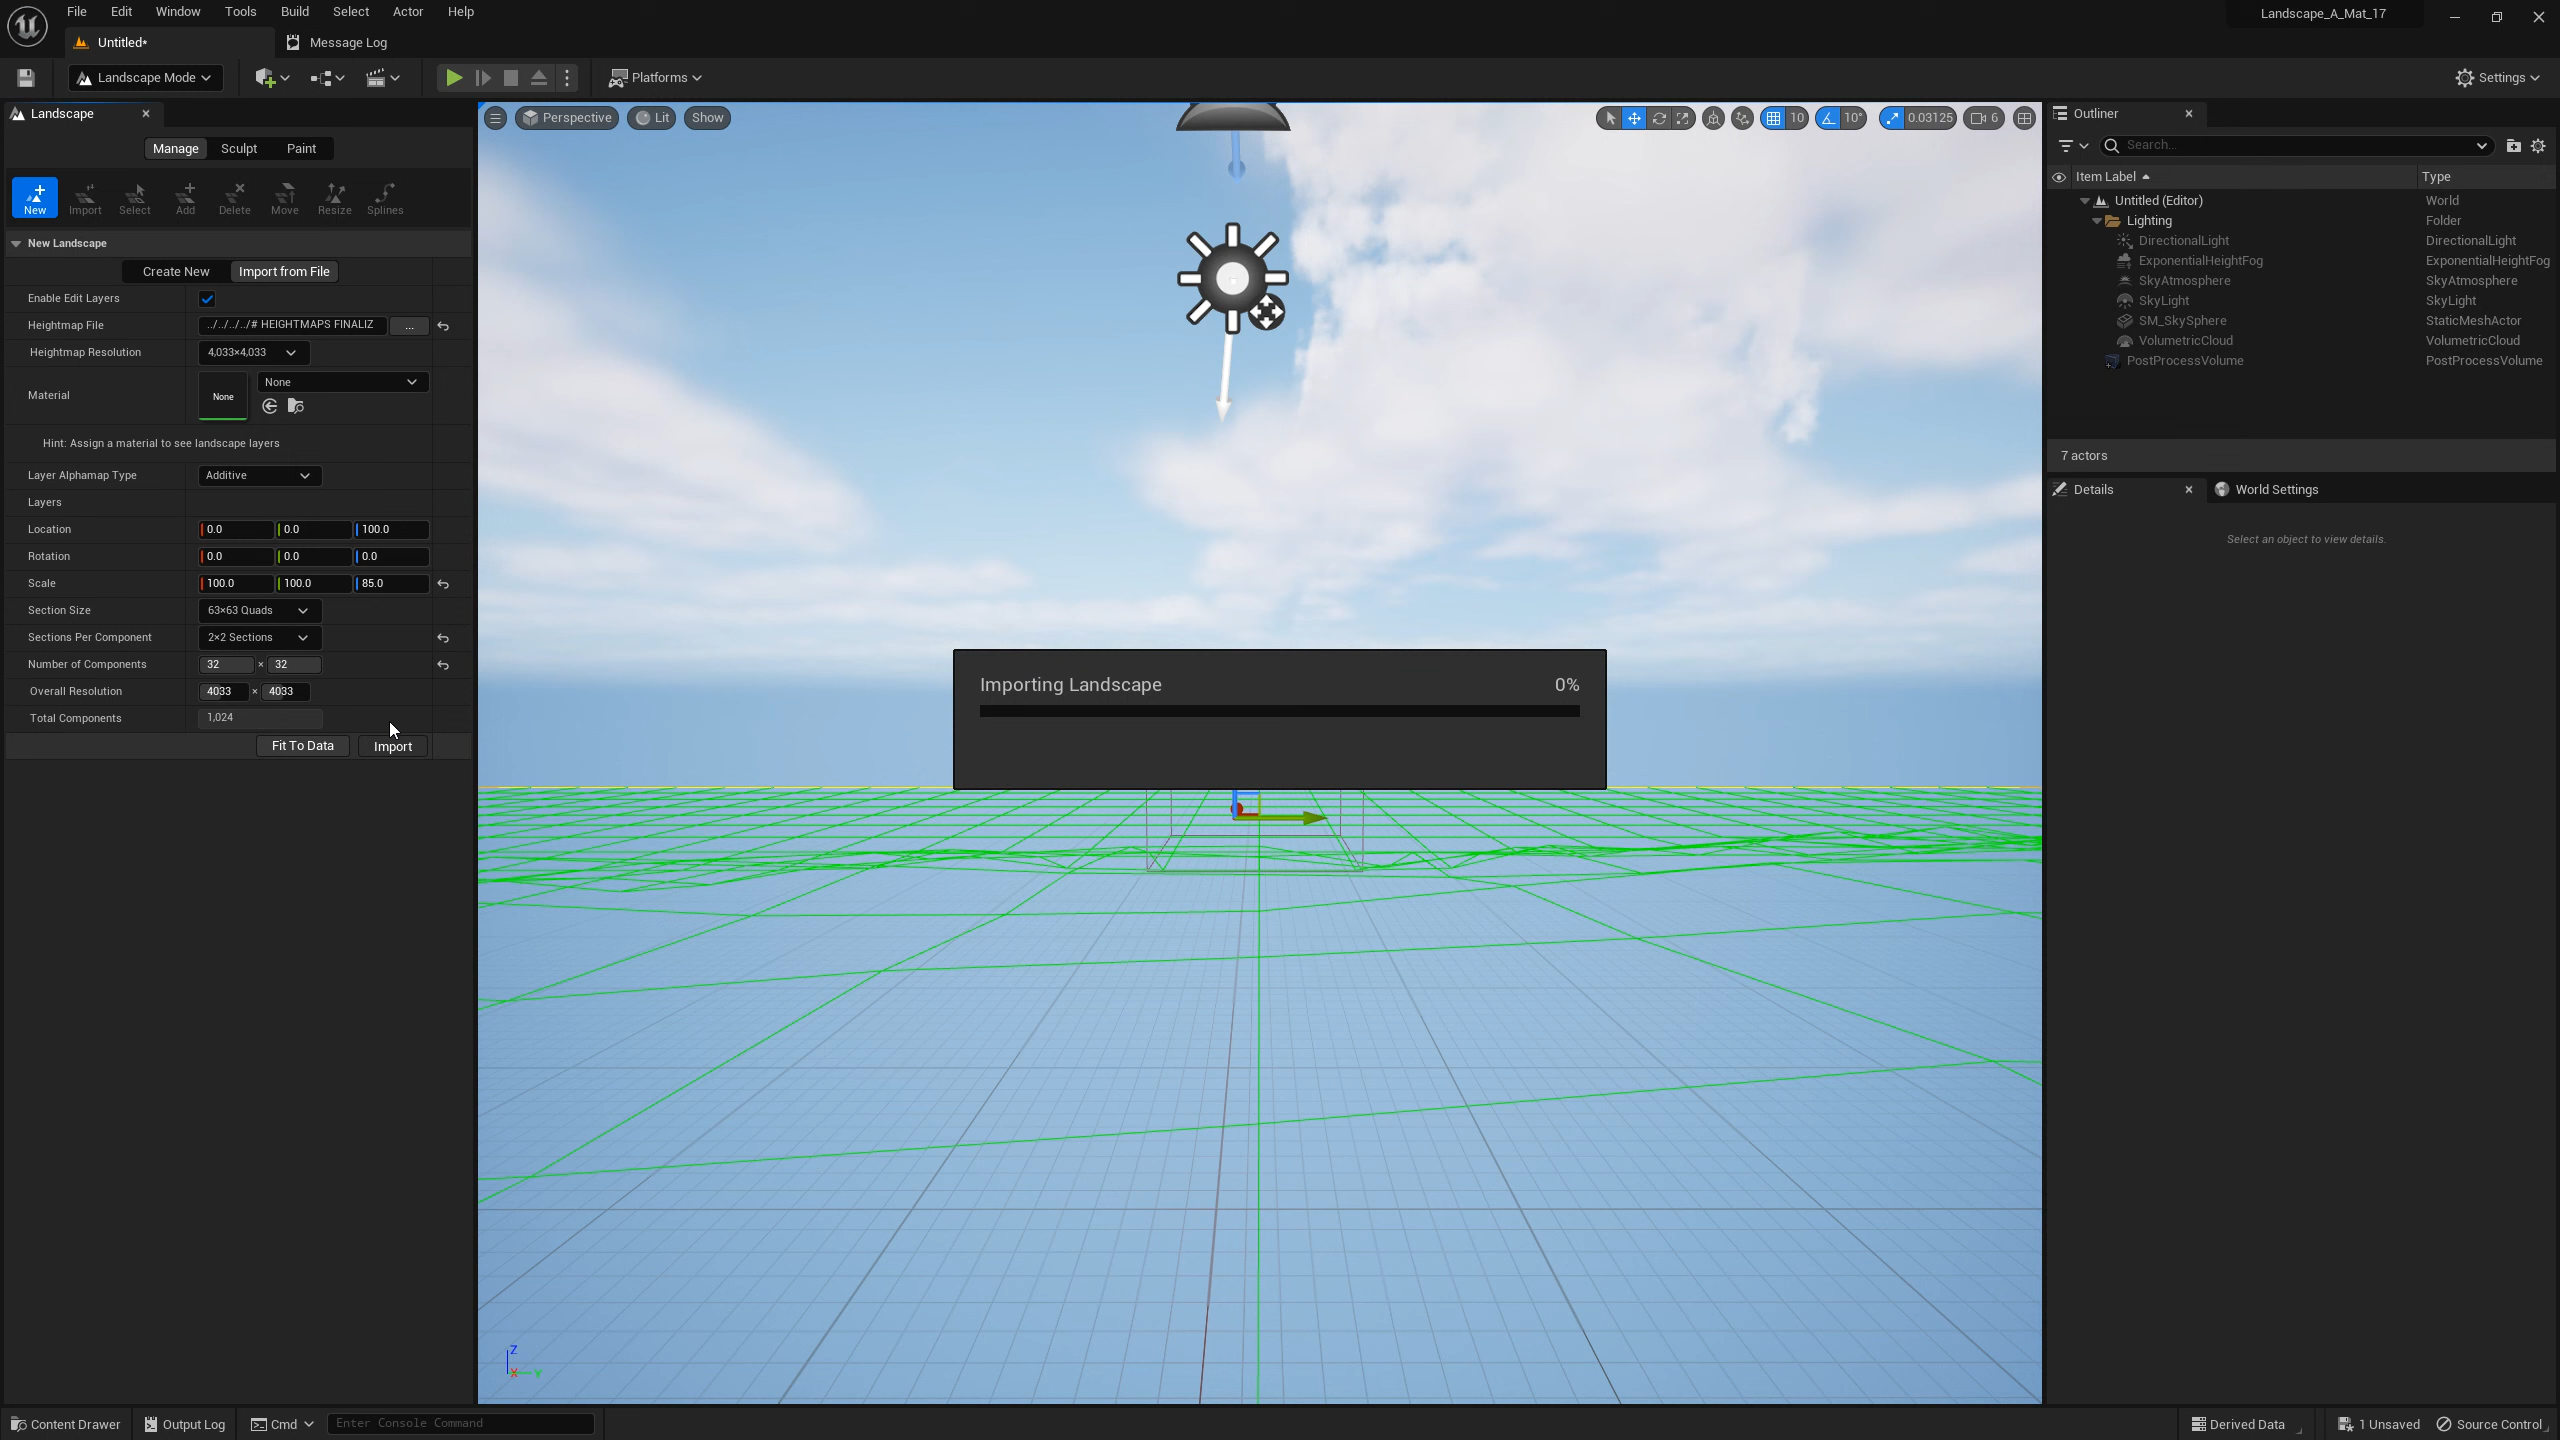 File Edit Window Tools Build Select Actor Help
Landscape_A_Mat_17
Untitled*
Message Log
Landscape Mode
Platforms
Settings
Landscape
Manage Sculpt Paint
New Import Select Add Delete Move Resize Splines
New Landscape
Create New Import from File
Enable Edit Layers
Heightmap File ../../../../# HEIGHTMAPS FINALIZ ...
Heightmap Resolution 4,033×4,033
Material None None
Hint: Assign a material to see landscape layers
Layer Alphamap Type Additive
Layers
Location 0.0 0.0 100.0
Rotation 0.0 0.0 0.0
Scale 100.0 100.0 85.0
Section Size 63×63 Quads
Sections Per Component 2×2 Sections
Number of Components 32 × 32
Overall Resolution 4033 × 4033
Total Components 1,024
Fit To Data Import
Perspective Lit Show
10 10° 0.03125 6
Importing Landscape 0%
Z
X Y
Outliner
Search...
Item Label Type
Untitled (Editor) World
Lighting Folder
DirectionalLight DirectionalLight
ExponentialHeightFog ExponentialHeightFog
SkyAtmosphere SkyAtmosphere
SkyLight SkyLight
SM_SkySphere StaticMeshActor
VolumetricCloud VolumetricCloud
PostProcessVolume PostProcessVolume
7 actors
Details World Settings
Select an object to view details.
Content Drawer Output Log Cmd Enter Console Command
Derived Data 1 Unsaved Source Control